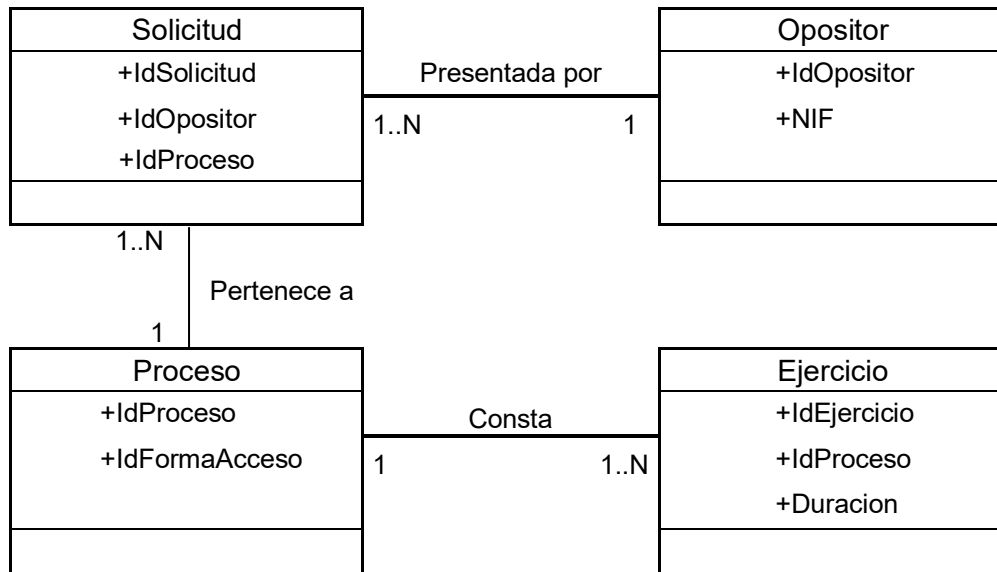 Solicitud
+IdSolicitud
+IdOpositor
+IdProceso
Presentada por
1..N
1
Opositor
+IdOpositor
+NIF
1..N
Pertenece a
1
Proceso
+IdProceso
+IdFormaAcceso
Consta
1
1..N
Ejercicio
+IdEjercicio
+IdProceso
+Duracion